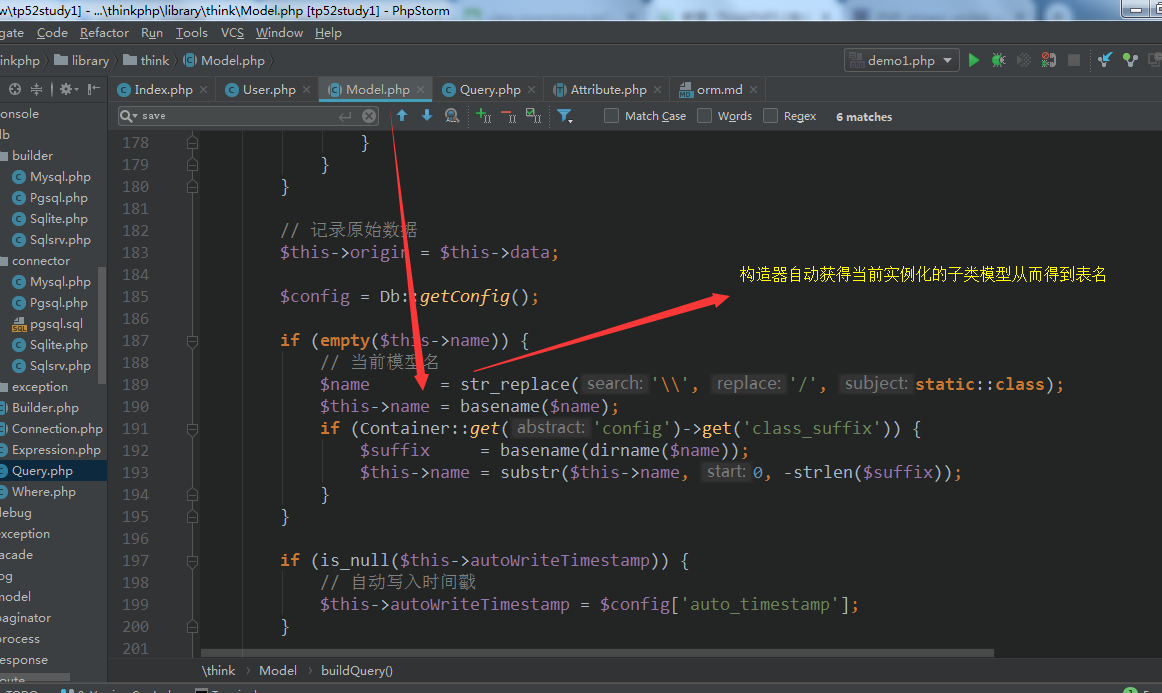 w\tp52study1] - ...\thinkphp\library\think\Model.php [tp52study1] - PhpStorm
gate Code Refactor Run Tools VCS Window Help
inkphp library think Model.php demo1.php
Index.php User.php Model.php Query.php Attribute.php orm.md
save Match Case Words Regex 6 matches
onsole
lb
builder
Mysql.php
Pgsql.php
Sqlite.php
Sqlsrv.php
connector
Mysql.php
Pgsql.php
pgsql.sql
Sqlite.php
Sqlsrv.php
exception
Builder.php
Connection.php
Expression.php
Query.php
Where.php
debug
exception
acade
og
model
paginator
process
response
route
178 }
179 }
180 }
181
182 // 记录原始数据
183 $this->origin = $this->data;
184
185 $config = Db::getConfig();
186
187 if (empty($this->name)) {
188 // 当前模型名
189 $name = str_replace( search: '\\', replace: '/', subject: static::class);
190 $this->name = basename($name);
191 if (Container::get( abstract: 'config')->get('class_suffix')) {
192 $suffix = basename(dirname($name));
193 $this->name = substr($this->name, start: 0, -strlen($suffix));
194 }
195 }
196
197 if (is_null($this->autoWriteTimestamp)) {
198 // 自动写入时间戳
199 $this->autoWriteTimestamp = $config['auto_timestamp'];
200 }
201
构造器自动获得当前实例化的子类模型从而得到表名
\think Model buildQuery()